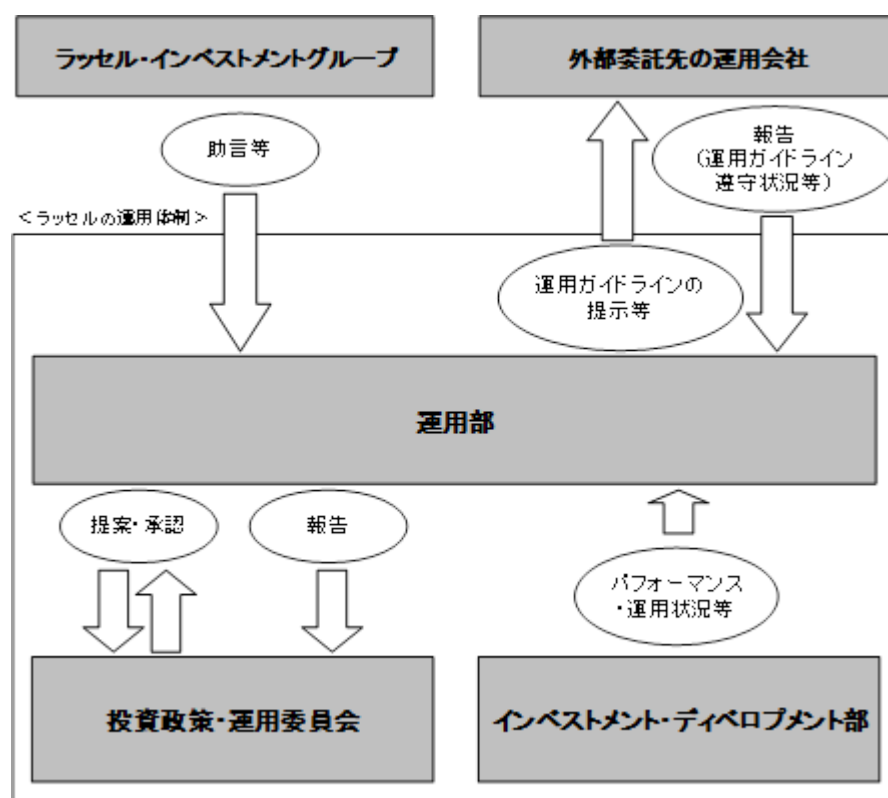 ラッセル・インベストメントグループ
外部委託先の運用会社
助言等
報告
(運用ガイドライン
遵守状況等)
<ラッセルの運用体制>
運用ガイドラインの
提示等
運用部
提案・承認
報告
パフォーマンス
・運用状況等
投資政策・運用委員会
インベストメント・ディベロプメント部